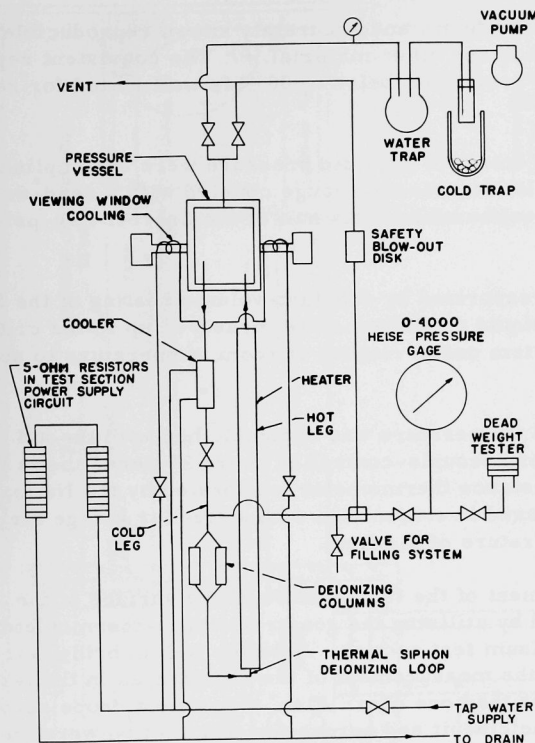 VACUUM
PUMP
VENT
WATER
TRAP
COLD TRAP
PRESSURE
VESSEL
VIEWING WINDOW
COOLING
SAFETY
BLOW-OUT
DISK
COOLER
0-4000
HEISE PRESSURE
GAGE
5-OHM RESISTORS
IN TEST SECTION
POWER SUPPLY
CIRCUIT
HEATER
HOT
LEG
DEAD
WEIGHT
TESTER
COLD
LEG
VALVE FOR
FILLING SYSTEM
DEIONIZING
COLUMNS
THERMAL SIPHON
DEIONIZING LOOP
TAP WATER
SUPPLY
TO DRAIN